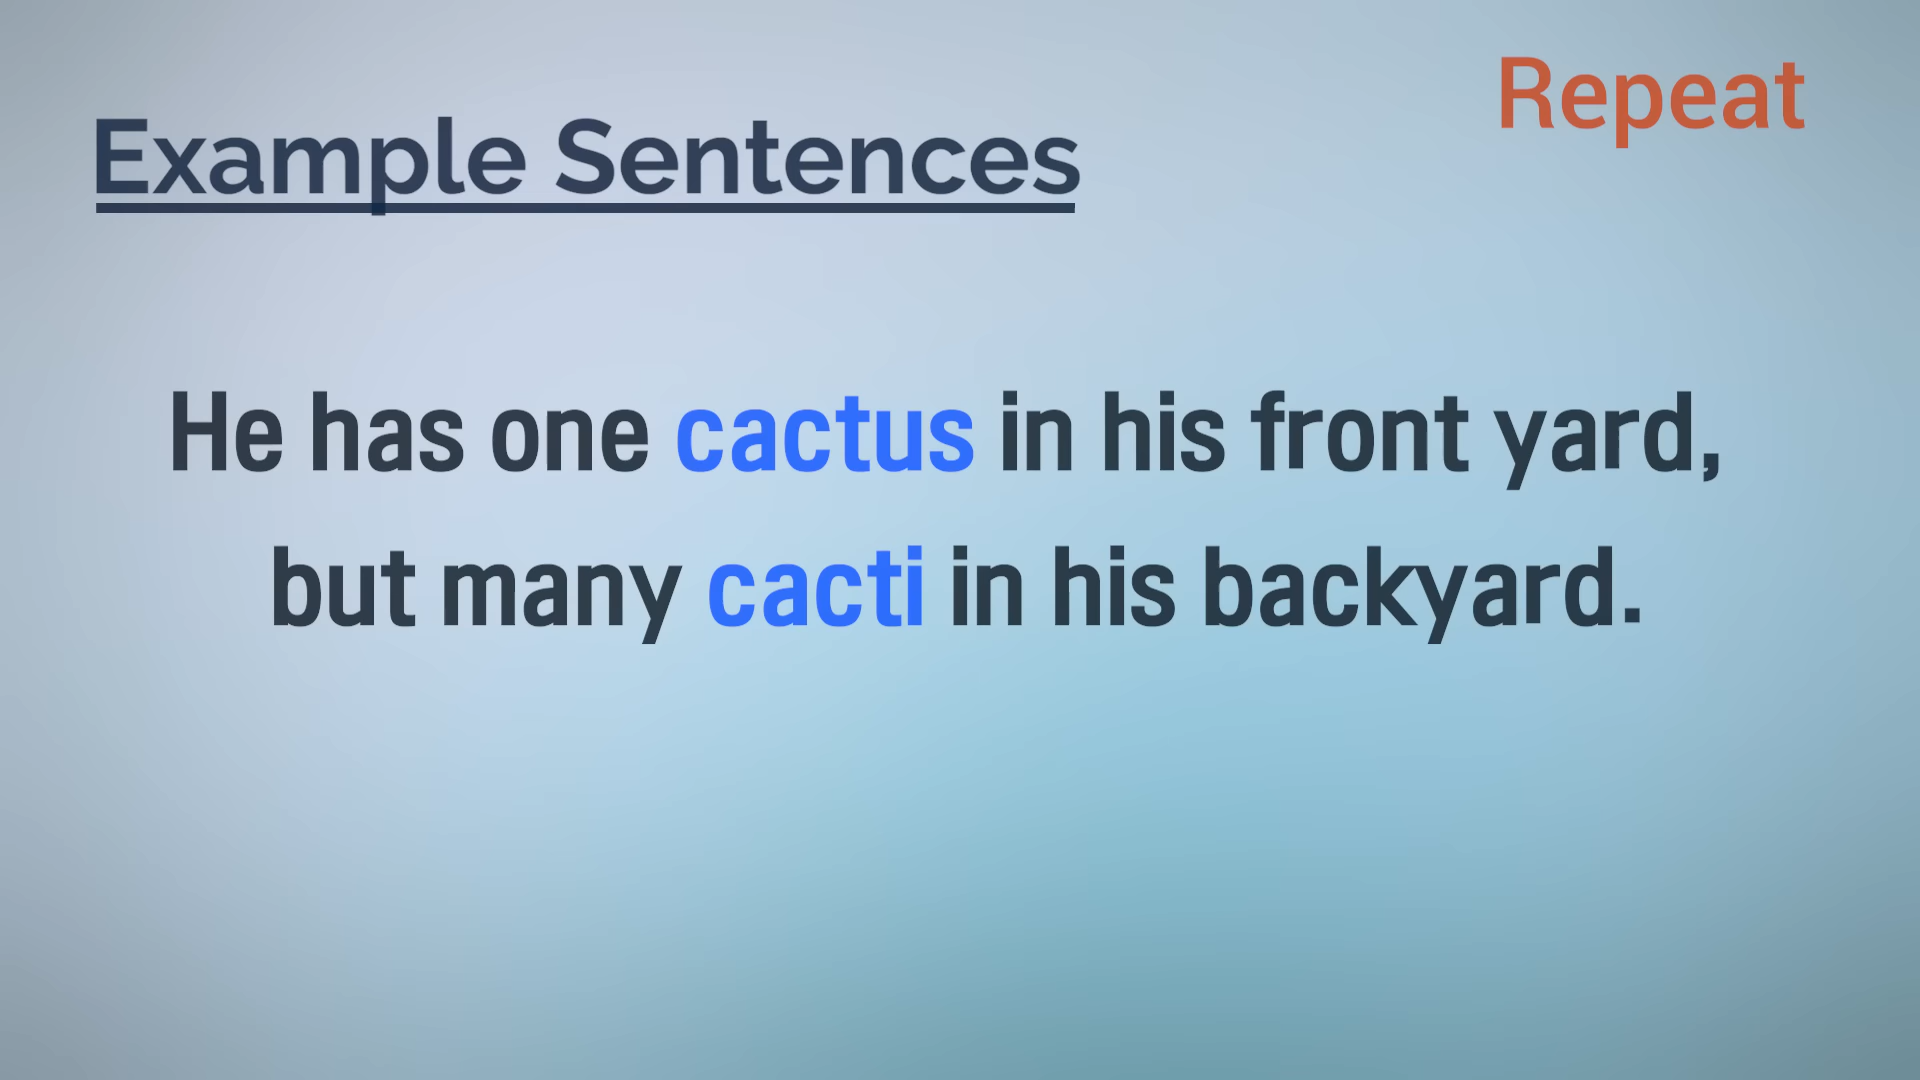 Repeat
Example Sentences
He has one cactus in his front yard,
but many cacti in his backyard.